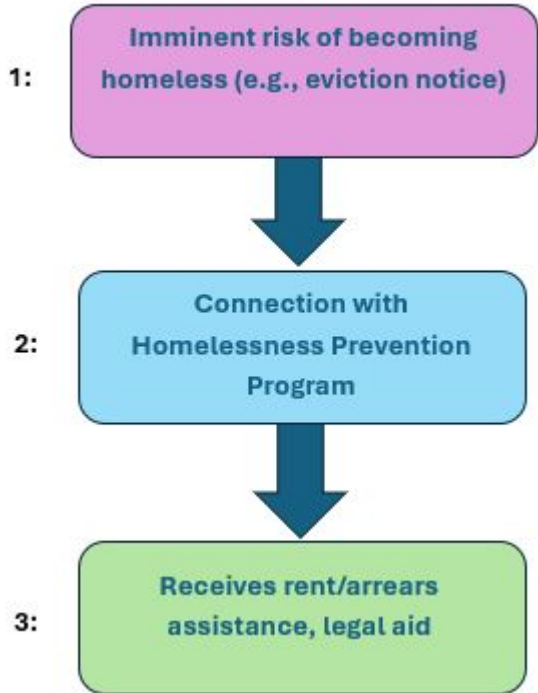 1:
Imminent risk of becoming
homeless (e.g., eviction notice)
2:
Connection with
Homelessness Prevention
Program
3:
Receives rent/arrears
assistance, legal aid